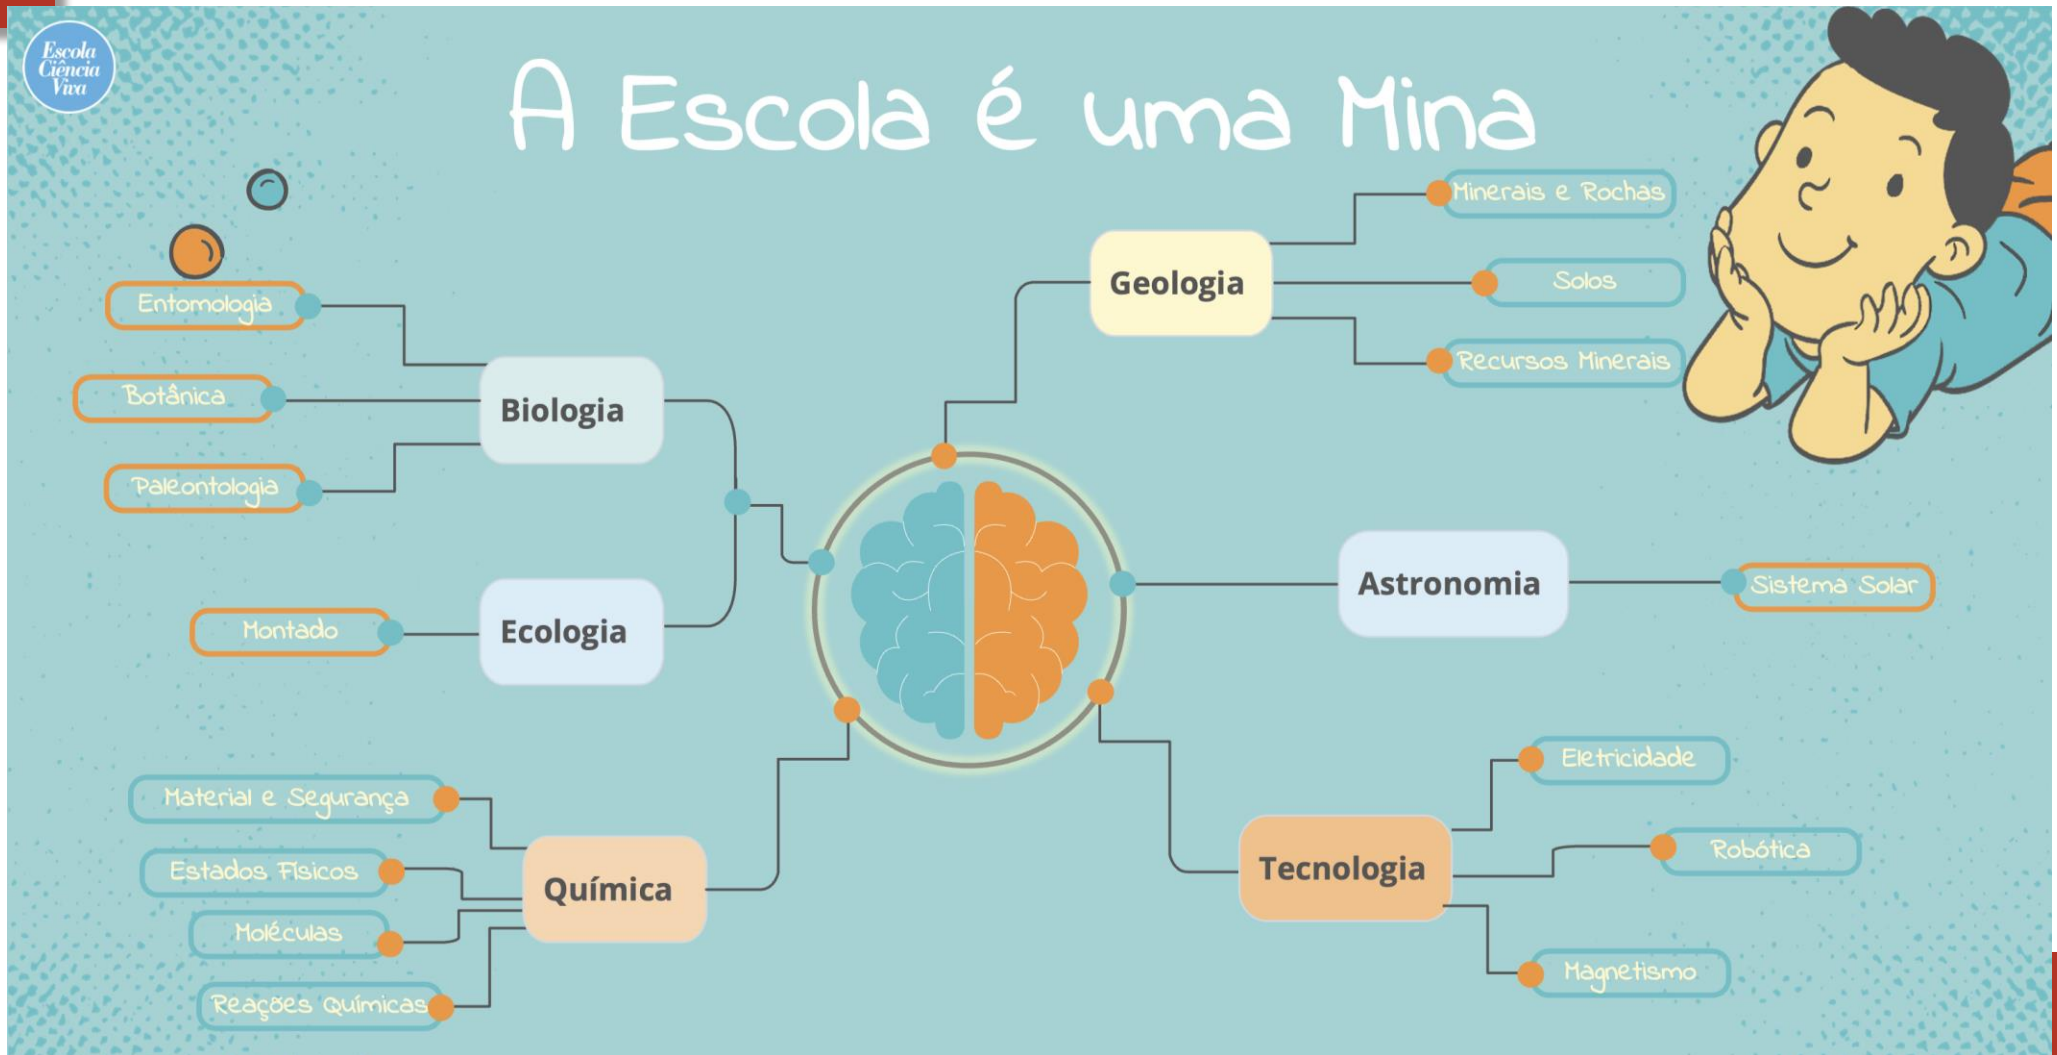 Escola
Ciência
Viva
A Escola é uma Mina
Entomologia
Botânica
Paleontologia
Biologia
Montado
Ecologia
Material e Segurança
Estados Físicos
Moléculas
Reações Químicas
Química
Geologia
Minerais e Rochas
Solos
Recursos Minerais
Astronomia
Sistema Solar
Tecnologia
Eletricidade
Robótica
Magnetismo